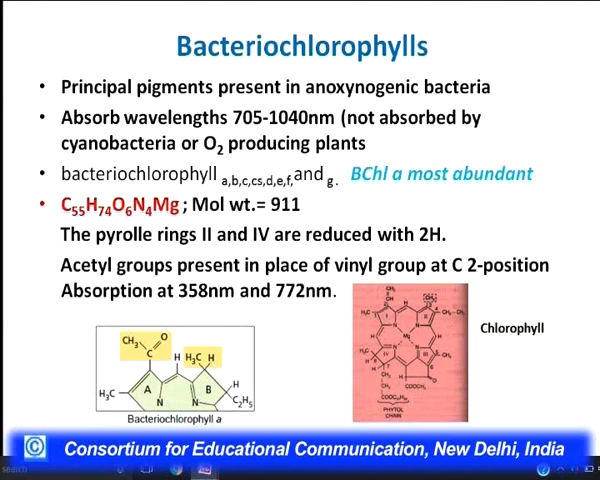 Bacteriochlorophylls
• Principal pigments present in anoxynogenic bacteria
• Absorb wavelengths 705-1040nm (not absorbed by
cyanobacteria or O2 producing plants
• bacteriochlorophyll a,b,c,cs,d,e,f,and g. BChl a most abundant
• C55H74O6N4Mg ; Mol wt.= 911
The pyrolle rings II and IV are reduced with 2H.
Acetyl groups present in place of vinyl group at C 2-position
Absorption at 358nm and 772nm.
CH3 O
C H H3C H
H3C A B H
N N C2H5
Bacteriochlorophyll a
Chlorophyll
Mg
COOCH3
PHYTOL
CHAIN
© Consortium for Educational Communication, New Delhi, India
search